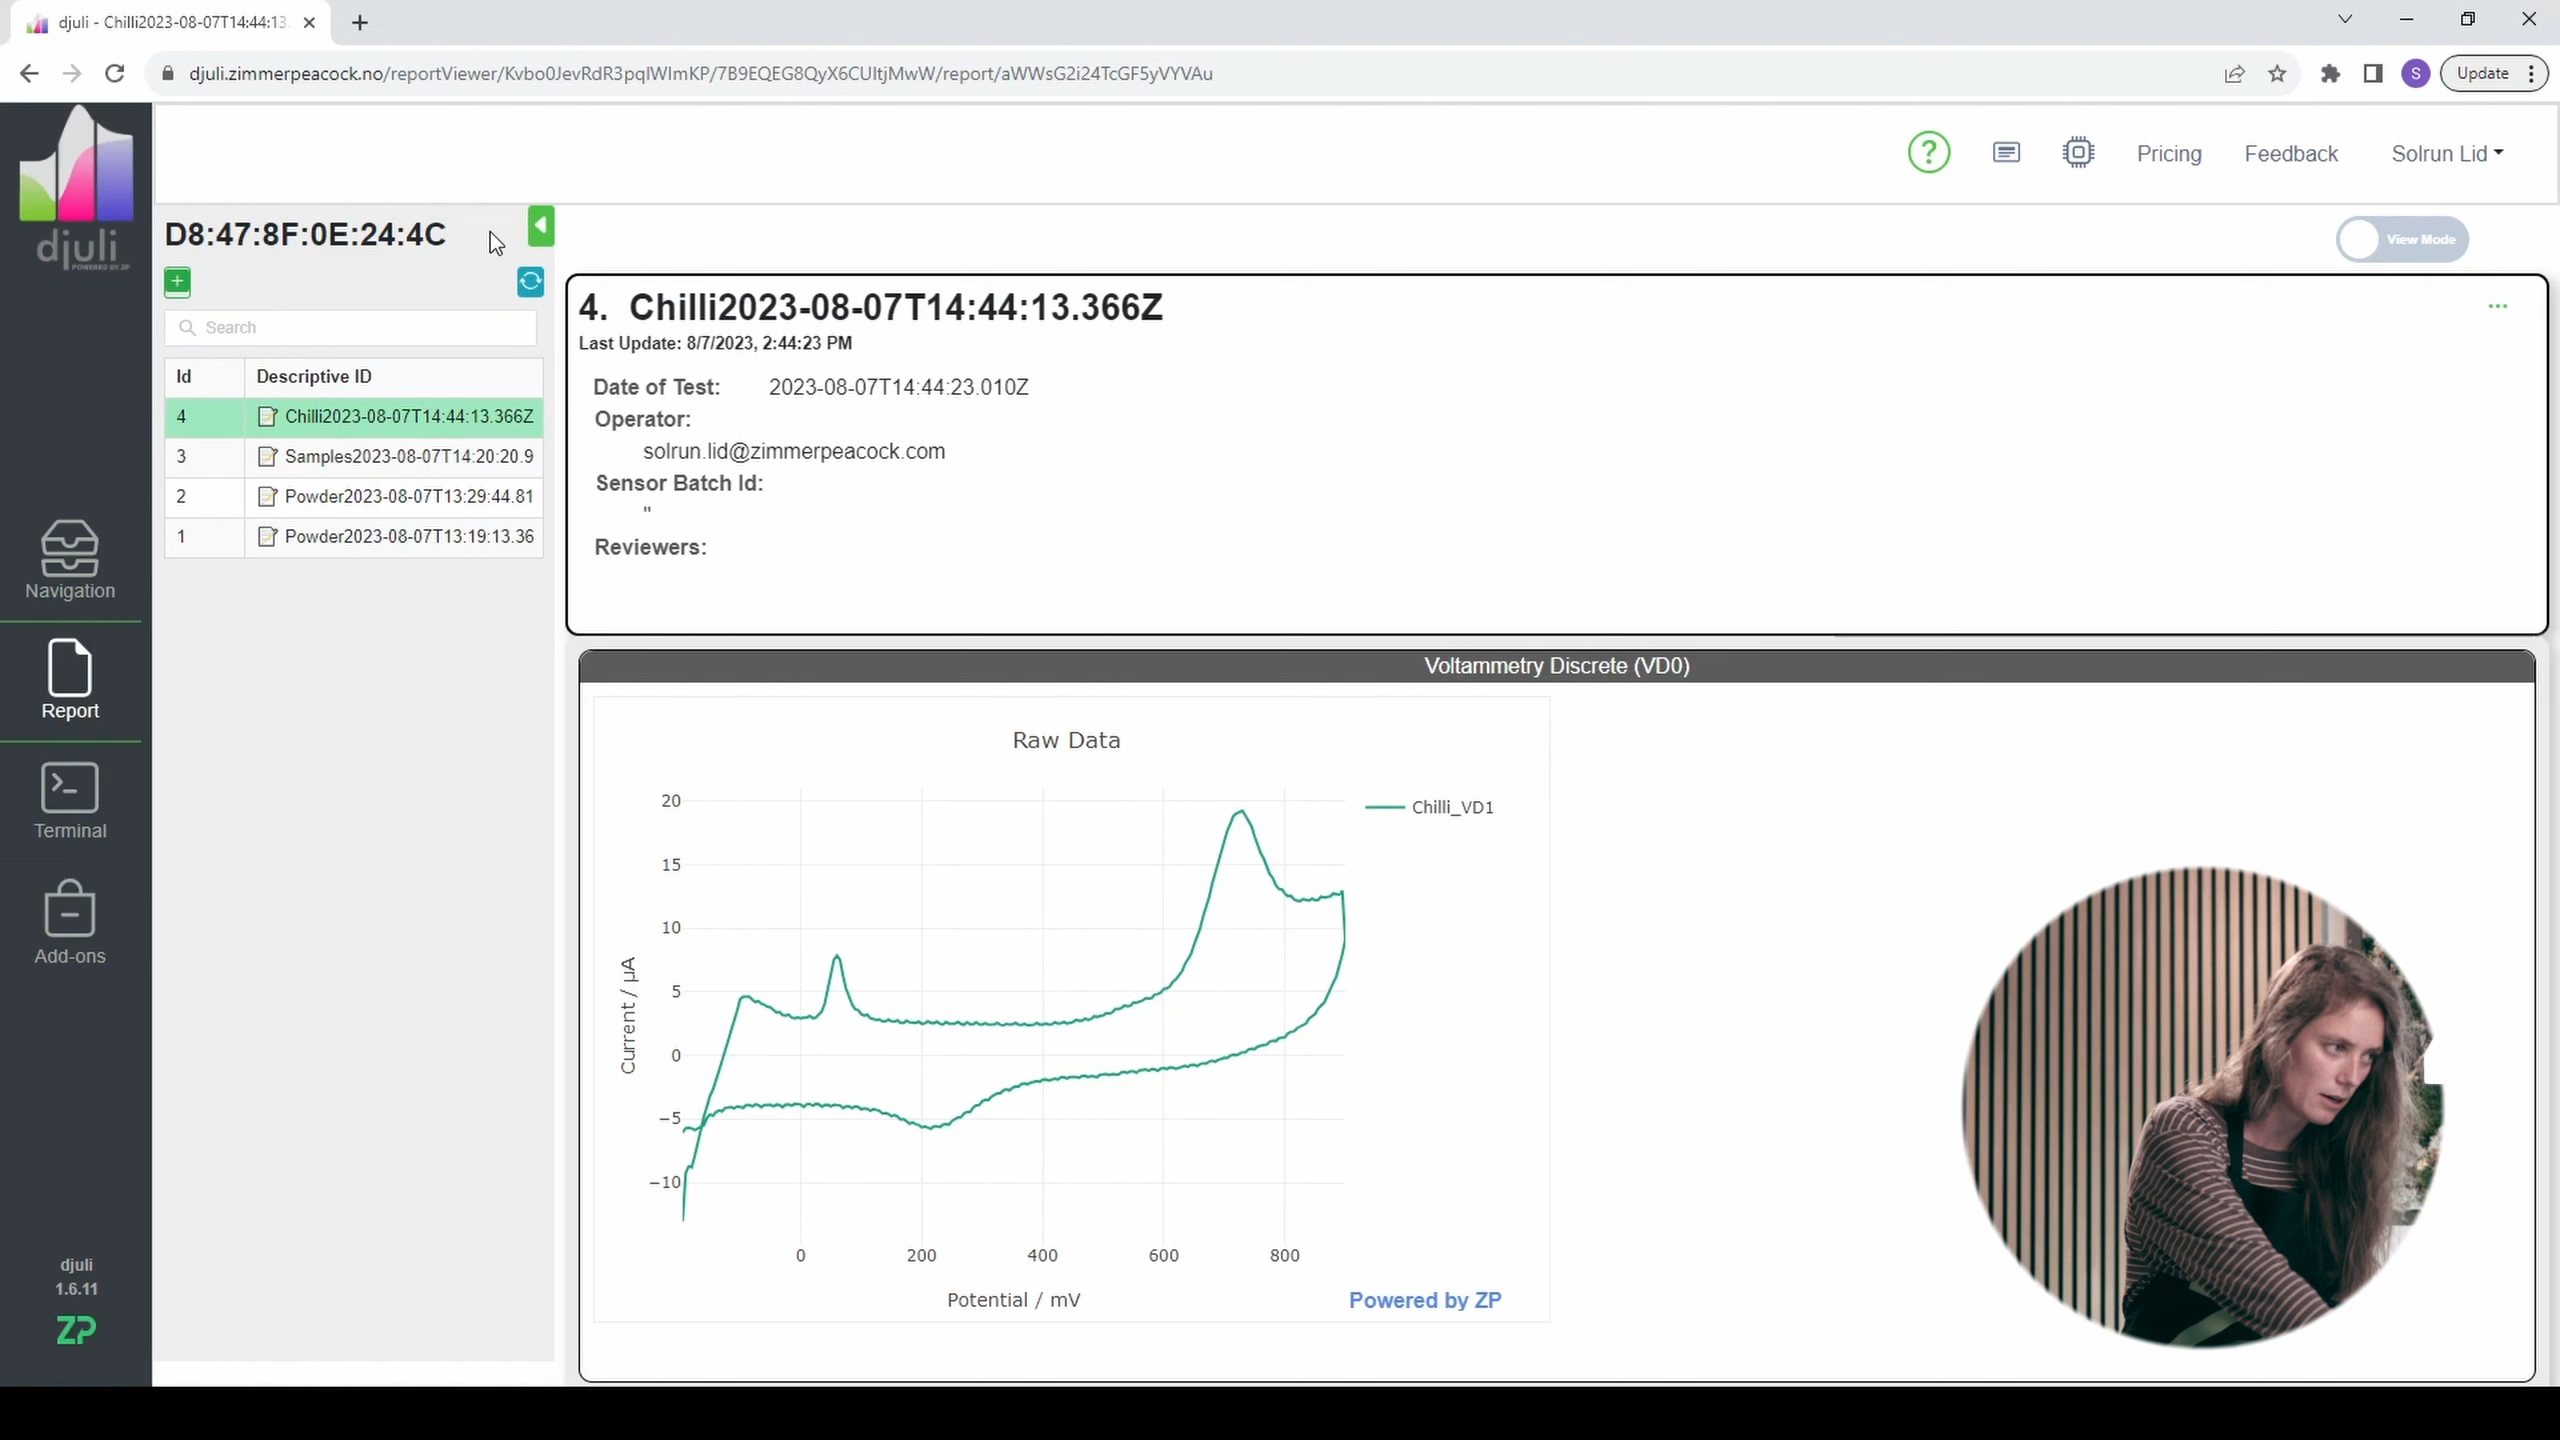 djuli - Chilli2023-08-07T14:44:13.
djuli.zimmerpeacock.no/reportViewer/Kvbo0JevRdR3pqlWImKP/7B9EQEG8QyX6CUItjMwW/report/aWWsG2i24TcGF5yVYVAu
S
Update
djuli
POWERED BY ZP
?
Pricing
Feedback
Solrun Lid
D8:47:8F:0E:24:4C
View Mode
+
Search
Id
Descriptive ID
4
Chilli2023-08-07T14:44:13.366Z
3
Samples2023-08-07T14:20:20.9
2
Powder2023-08-07T13:29:44.81
1
Powder2023-08-07T13:19:13.36
Navigation
Report
Terminal
Add-ons
djuli
1.6.11
ZP
4. Chilli2023-08-07T14:44:13.366Z
...
Last Update: 8/7/2023, 2:44:23 PM
Date of Test: 2023-08-07T14:44:23.010Z
Operator:
solrun.lid@zimmerpeacock.com
Sensor Batch Id:
"
Reviewers:
Voltammetry Discrete (VD0)
Raw Data
Chilli_VD1
20
15
10
5
0
−5
−10
Current / μA
0
200
400
600
800
Potential / mV
Powered by ZP